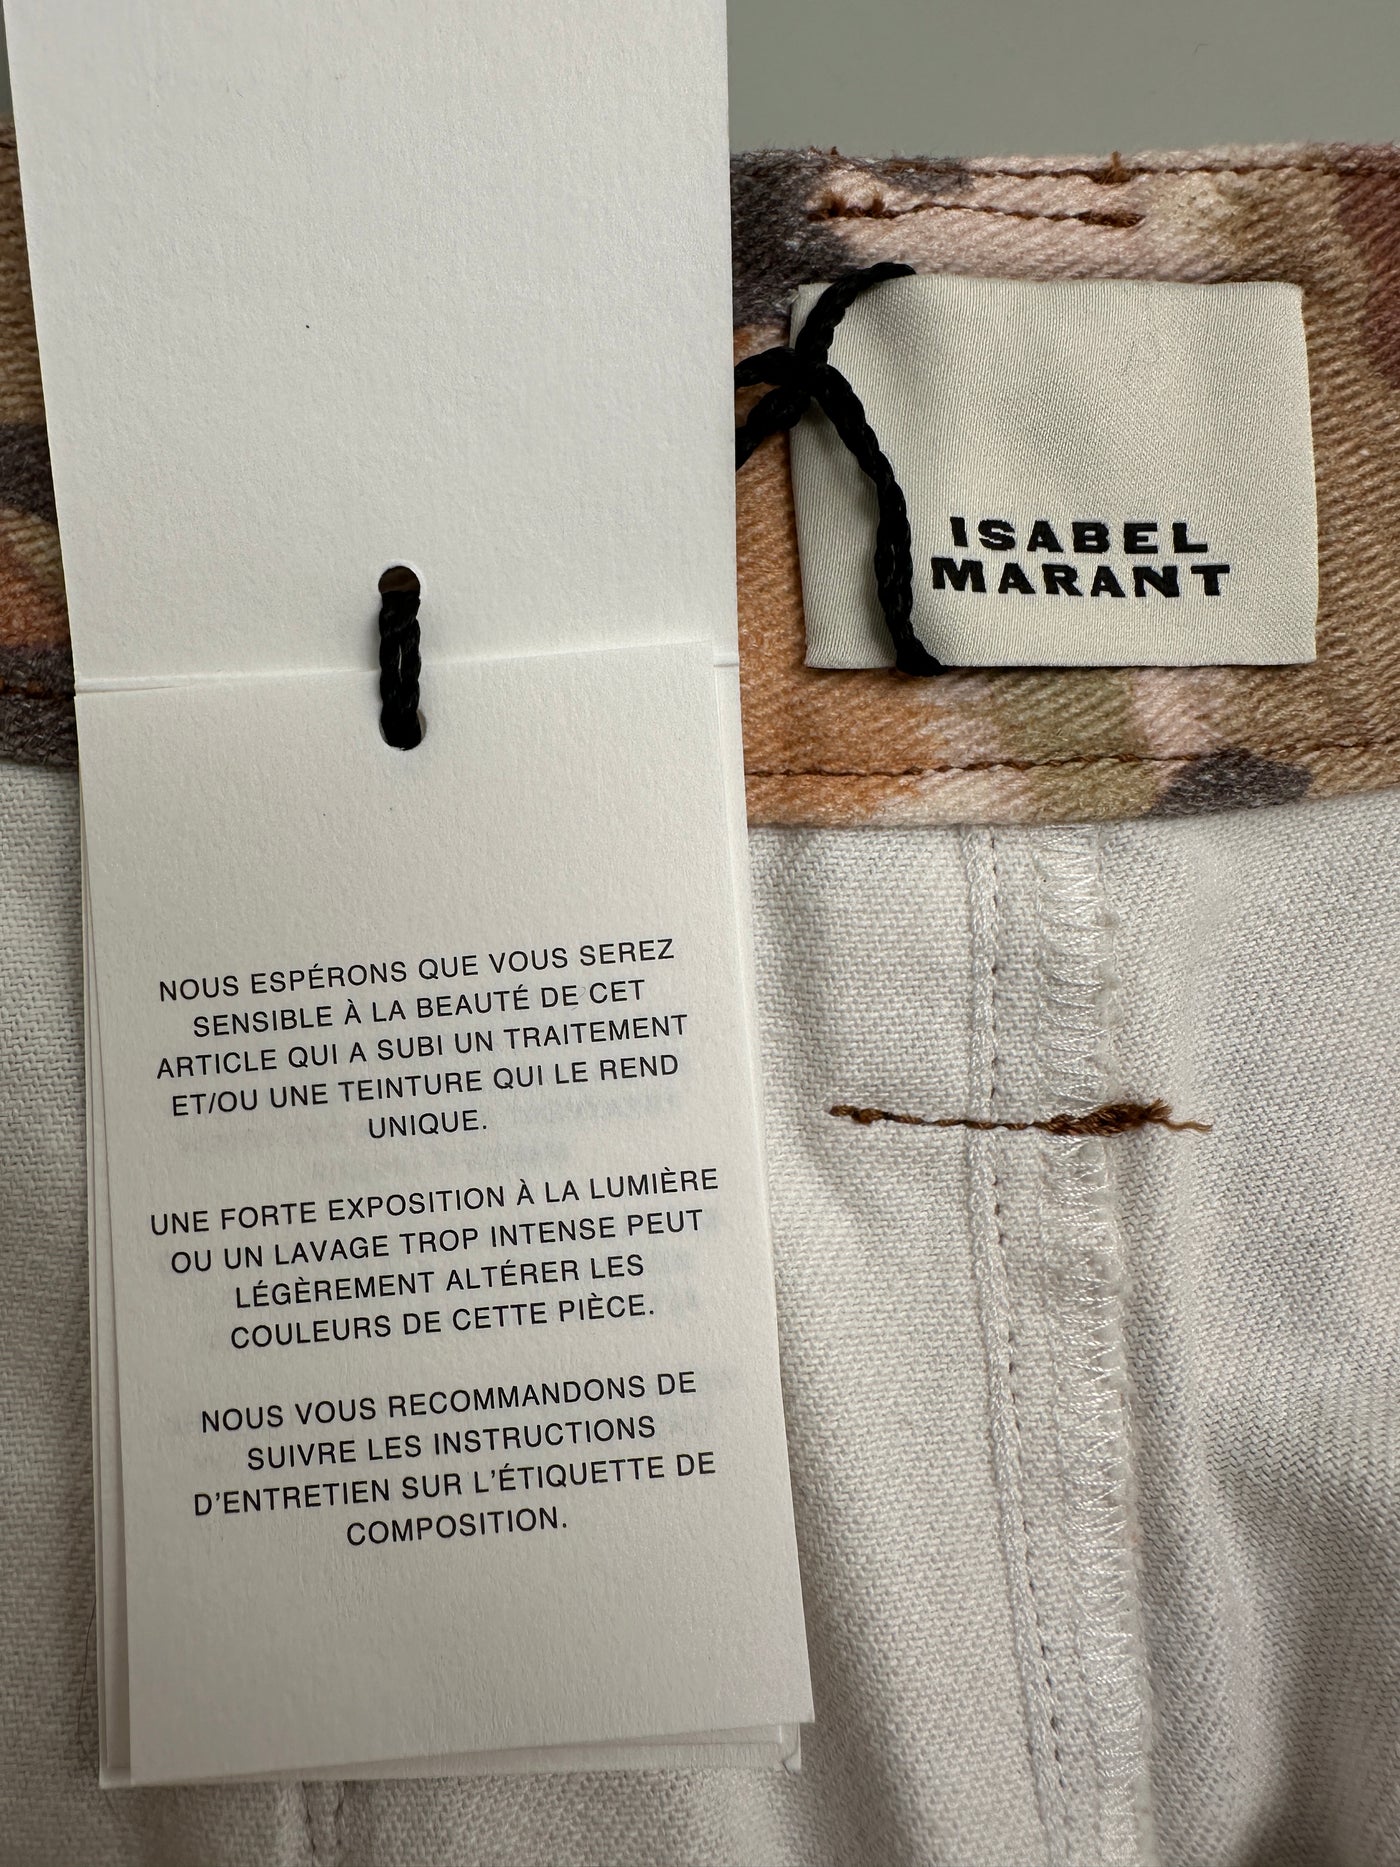 ISABEL
MARANT
NOUS ESPÉRONS QUE VOUS SEREZ
SENSIBLE À LA BEAUTÉ DE CET
ARTICLE QUI A SUBI UN TRAITEMENT
ET/OU UNE TEINTURE QUI LE REND
UNIQUE.
UNE FORTE EXPOSITION À LA LUMIÈRE
OU UN LAVAGE TROP INTENSE PEUT
LÉGÈREMENT ALTÉRER LES
COULEURS DE CETTE PIÈCE.
NOUS VOUS RECOMMANDONS DE
SUIVRE LES INSTRUCTIONS
D'ENTRETIEN SUR L'ÉTIQUETTE DE
COMPOSITION.